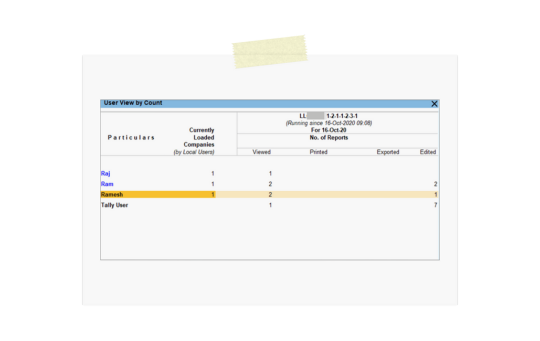 User View by Count X
LL 1-2-1-1-2-3-1
(Running since 16-Oct-2020 09:08)
Particulars Currently Loaded Companies For 16-Oct-20
No. of Reports
(by Local Users) Viewed Printed Exported Edited
Raj 1 1
Ram 1 2 2
Ramesh 1 2 1
Tally User 1 7